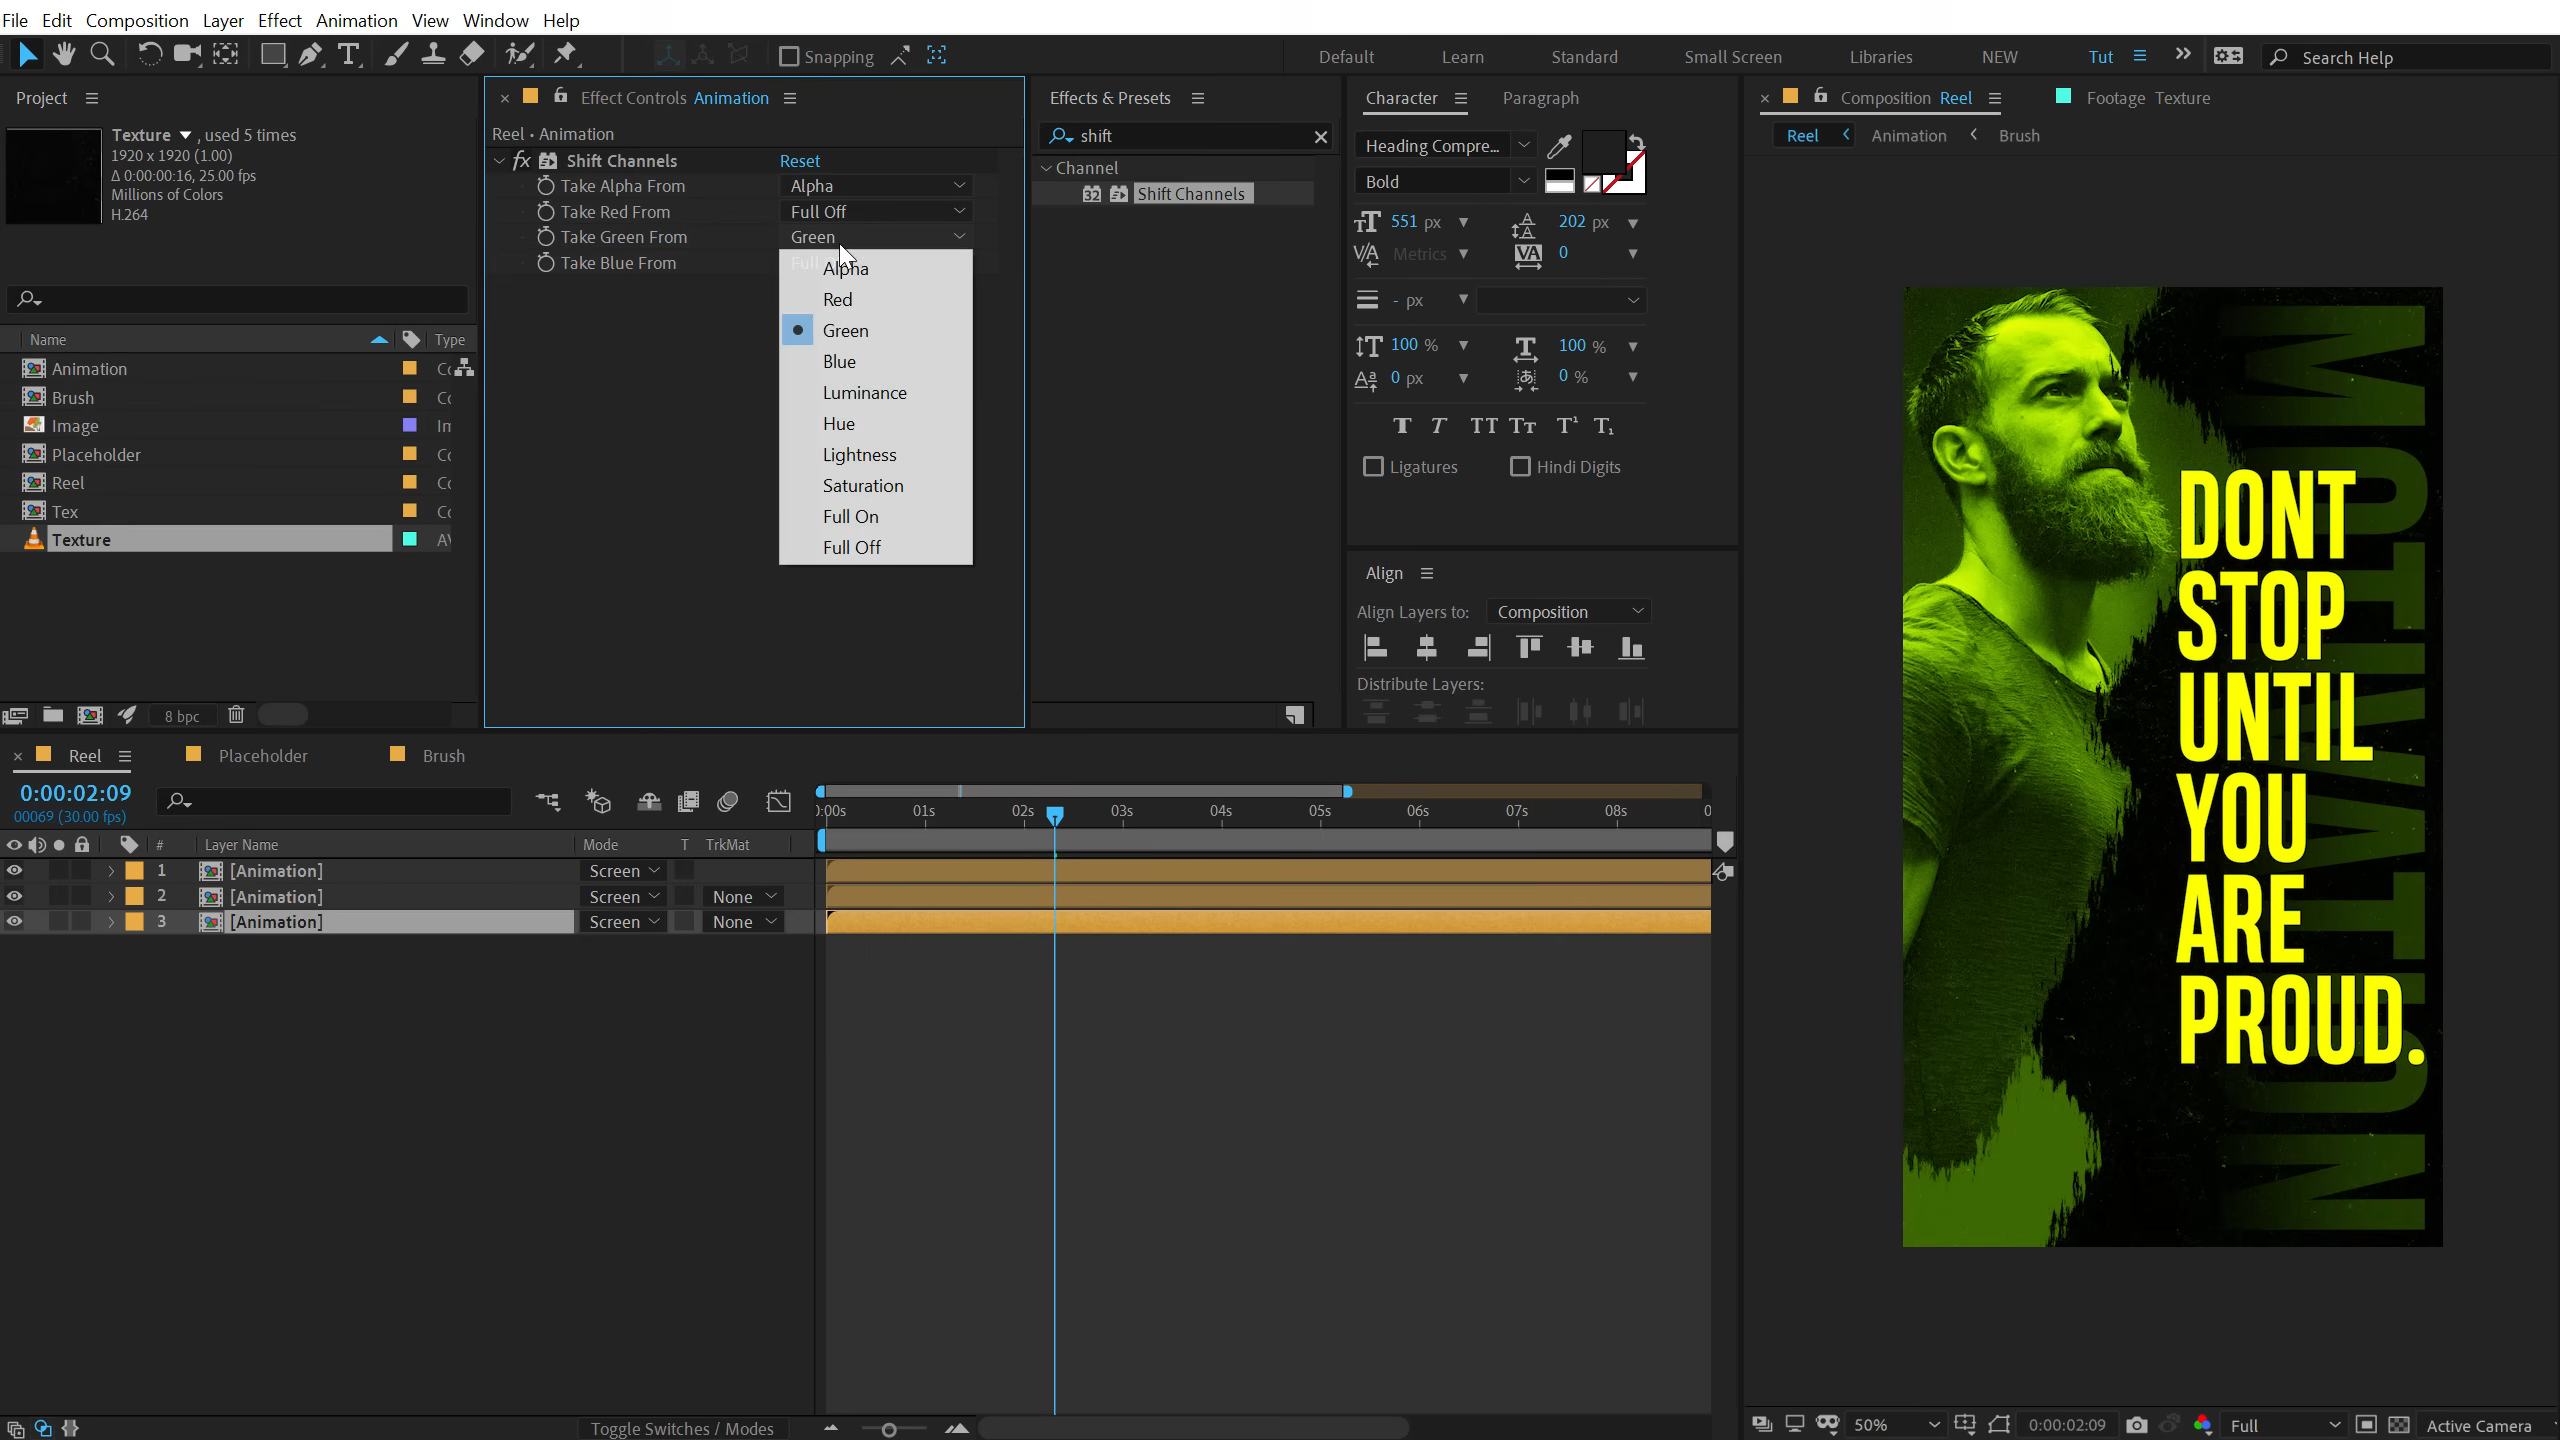 File Edit Composition Layer Effect Animation View Window Help
Snapping
Default Learn Standard Small Screen Libraries NEW Tut Search Help
Project
Texture , used 5 times
1920 x 1920 (1.00)
Δ 0:00:00:16, 25.00 fps
Millions of Colors
H.264
Name Type
Animation
Brush
Image
Placeholder
Reel
Tex
Texture AV
8 bpc
Effect Controls Animation
Reel • Animation
fx Shift Channels Reset
Take Alpha From Alpha
Take Red From Full Off
Take Green From Green
Take Blue From
Alpha
Red
Green
Blue
Luminance
Hue
Lightness
Saturation
Full On
Full Off
Effects & Presets
shift
Channel
32 Shift Channels
Character Paragraph
Heading Compre...
Bold
551 px 202 px
Metrics 0
- px
100 % 100 %
0 px 0 %
Ligatures Hindi Digits
Align
Align Layers to: Composition
Distribute Layers:
Composition Reel Footage Texture
Reel Animation Brush
DONT
STOP
UNTIL
YOU
ARE
PROUD.
MOTIVATION
50% 0:00:02:09 Full Active Camera
Reel Placeholder Brush
0:00:02:09
00069 (30.00 fps)
):00s 01s 02s 03s 04s 05s 06s 07s 08s 0
# Layer Name Mode T TrkMat
1 [Animation] Screen
2 [Animation] Screen None
3 [Animation] Screen None
Toggle Switches / Modes